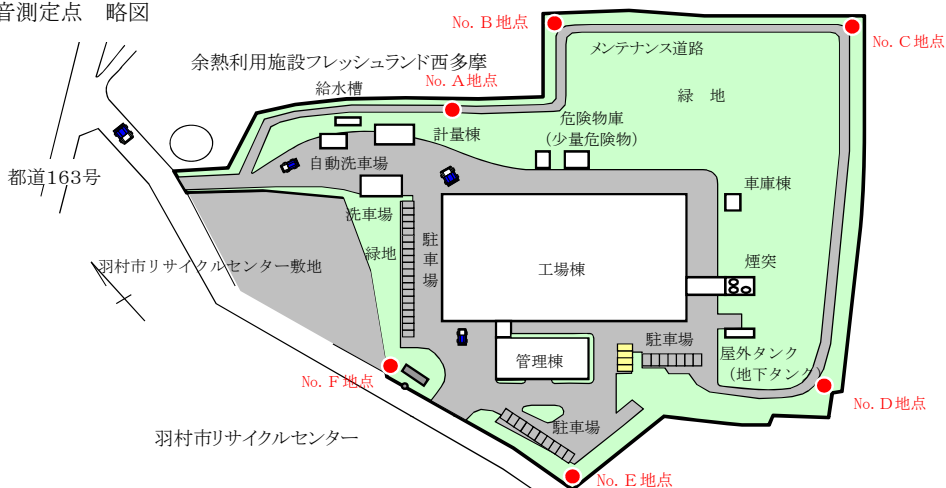 音測定点　略図
No. B 地点
No. C 地点
メンテナンス道路
余熱利用施設フレッシュランド西多摩
No. A 地点
給水槽
緑　地
危険物庫
(少量危険物)
計量棟
自動洗車場
都道163号
車庫棟
洗車場
駐車場
緑地
羽村市リサイクルセンター敷地
工場棟
煙突
駐車場
屋外タンク
(地下タンク)
管理棟
No. F 地点
No. D 地点
駐車場
羽村市リサイクルセンター
No. E 地点